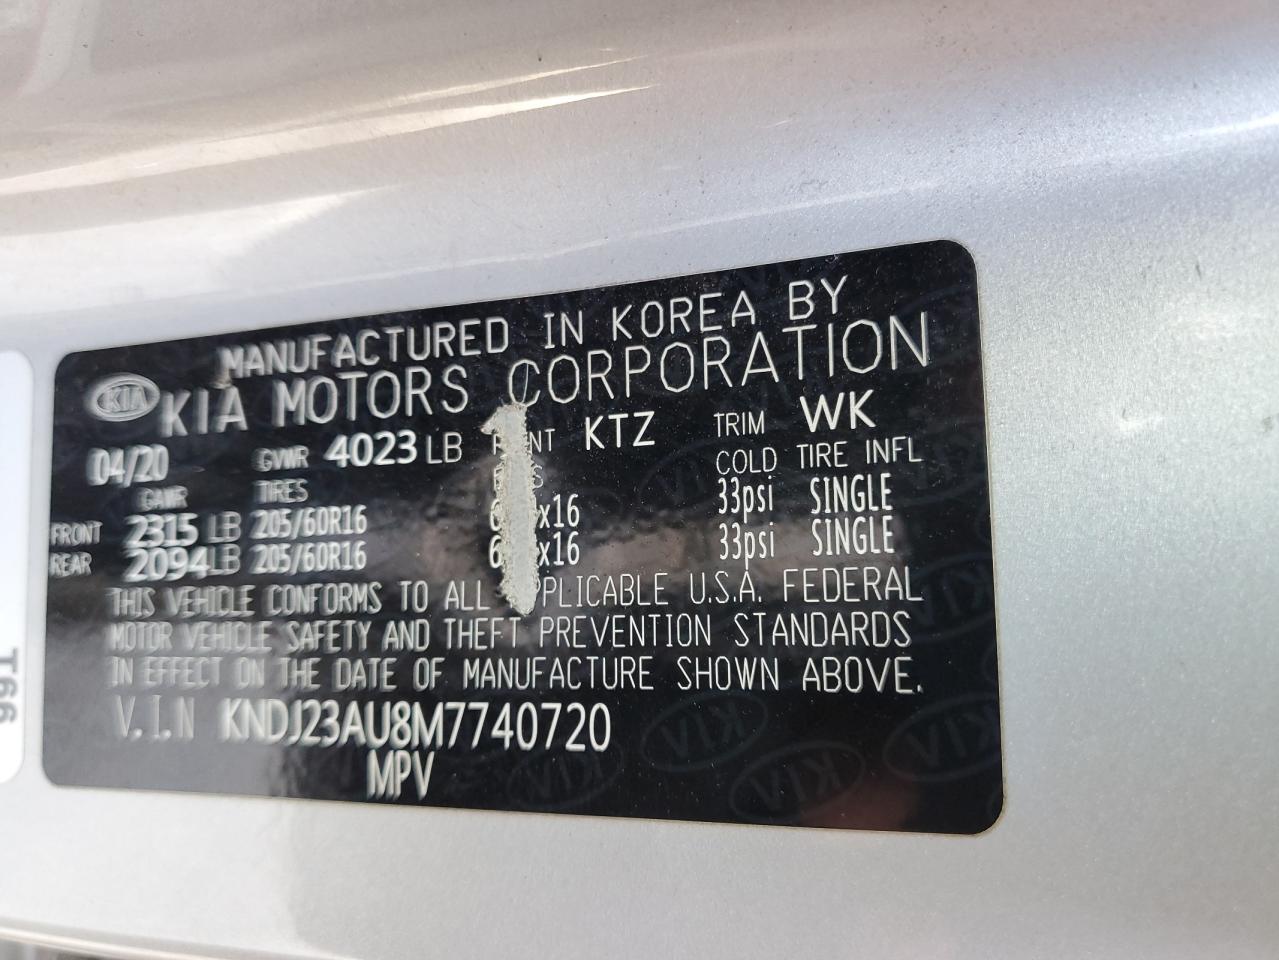 MANUFACTURED IN KOREA BY
KIA KIA MOTORS CORPORATION
04/20 GVWR 4023 LB KTZ TRIM WK
GAWR TIRES COLD TIRE INFL
FRONT 2315 LB 205/60R16 x16 33psi SINGLE
REAR 2094 LB 205/60R16 x16 33psi SINGLE
THIS VEHICLE CONFORMS TO ALL PLICABLE U.S.A. FEDERAL
MOTOR VEHICLE SAFETY AND THEFT PREVENTION STANDARDS
IN EFFECT ON THE DATE OF MANUFACTURE SHOWN ABOVE.
V.I.N KNDJ23AU8M7740720
MPV